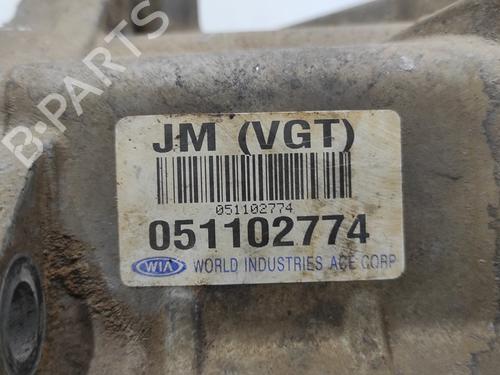 B-PARTS
JM (VGT)
051102774
051102774
WIA WORLD INDUSTRIES ACE CORP